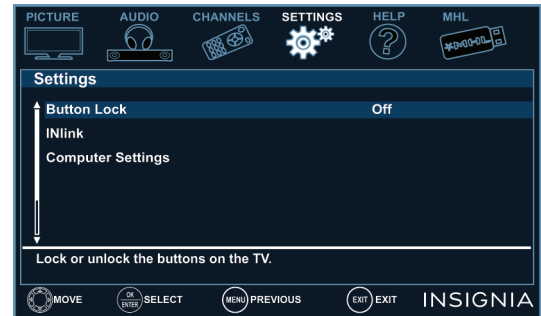 PICTURE AUDIO CHANNELS SETTINGS HELP MHL
MHL
Settings
Button Lock Off
INlink
Computer Settings
Lock or unlock the buttons on the TV.
MOVE OK ENTER SELECT MENU PREVIOUS EXIT EXIT INSIGNIA